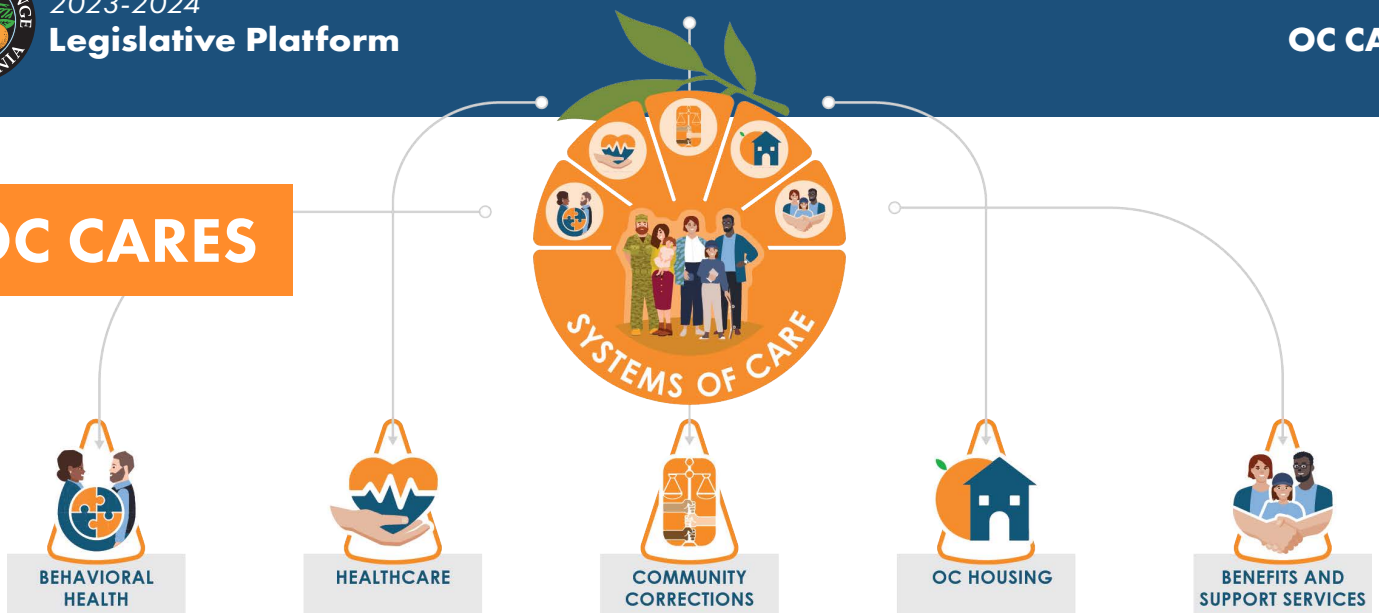 2023-2024
Legislative Platform
OC CA
OC CARES
SYSTEMS OF CARE
BEHAVIORAL
HEALTH
HEALTHCARE
COMMUNITY
CORRECTIONS
OC HOUSING
BENEFITS AND
SUPPORT SERVICES